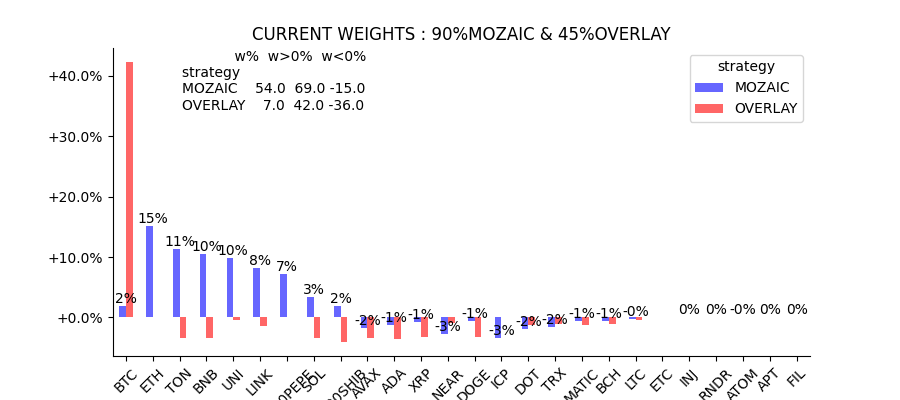 CURRENT WEIGHTS : 90%MOZAIC & 45%OVERLAY
w% w>0% w<0%
strategy
MOZAIC 54.0 69.0 -15.0
OVERLAY 7.0 42.0 -36.0
strategy
MOZAIC
OVERLAY
+40.0%
+30.0%
+20.0%
+10.0%
+0.0%
2% 15% 11% 10% 10% 8% 7% 3% 2% -2% -1% -1% -3% -1% -3% -2% -2% -1% -1% -0% 0% 0% -0% 0% 0%
BTC ETH TON BNB UNI LINK 0PEPE SOL 0SHIB AVAX ADA XRP NEAR DOGE ICP DOT TRX MATIC BCH LTC ETC INJ RNDR ATOM APT FIL